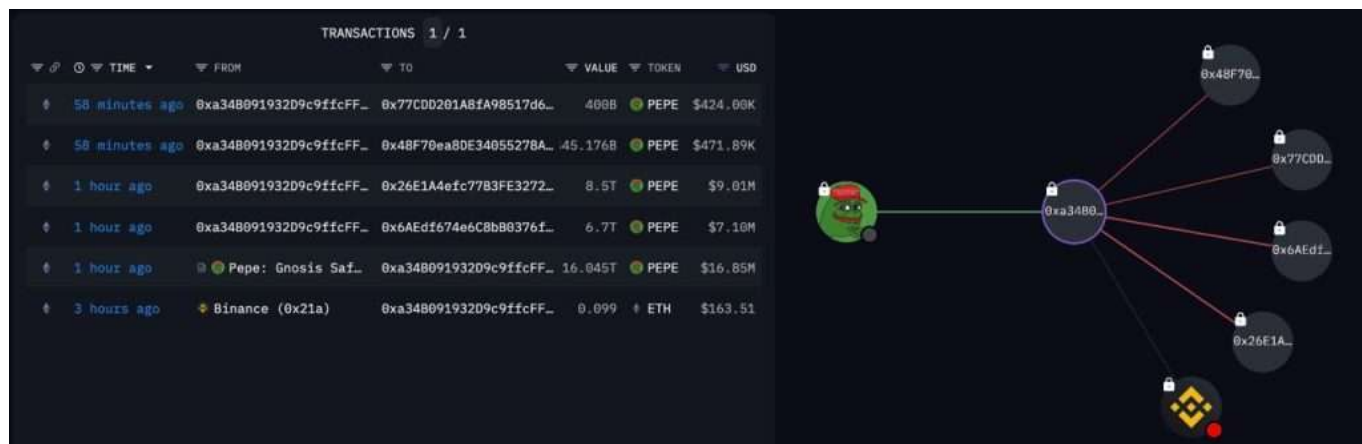 TRANSACTIONS 1 / 1
TIME FROM TO VALUE TOKEN USD
58 minutes ago 0xa34B091932D9c9ffcFF… 0x77CDD201A8fA98517d6… 400B PEPE $424.00K
58 minutes ago 0xa34B091932D9c9ffcFF… 0x48F70ea8DE34055278A… 45.176B PEPE $471.89K
1 hour ago 0xa34B091932D9c9ffcFF… 0x26E1A4efc77B3FE3272… 8.5T PEPE $9.01M
1 hour ago 0xa34B091932D9c9ffcFF… 0x6AEdf674e6C8bB0376f… 6.7T PEPE $7.10M
1 hour ago Pepe: Gnosis Saf… 0xa34B091932D9c9ffcFF… 16.045T PEPE $16.85M
3 hours ago Binance (0x21a) 0xa34B091932D9c9ffcFF… 0.099 ETH $163.51
0x48F70…
0x77CDD…
0xa34B0…
0x6AEdf…
0x26E1A…